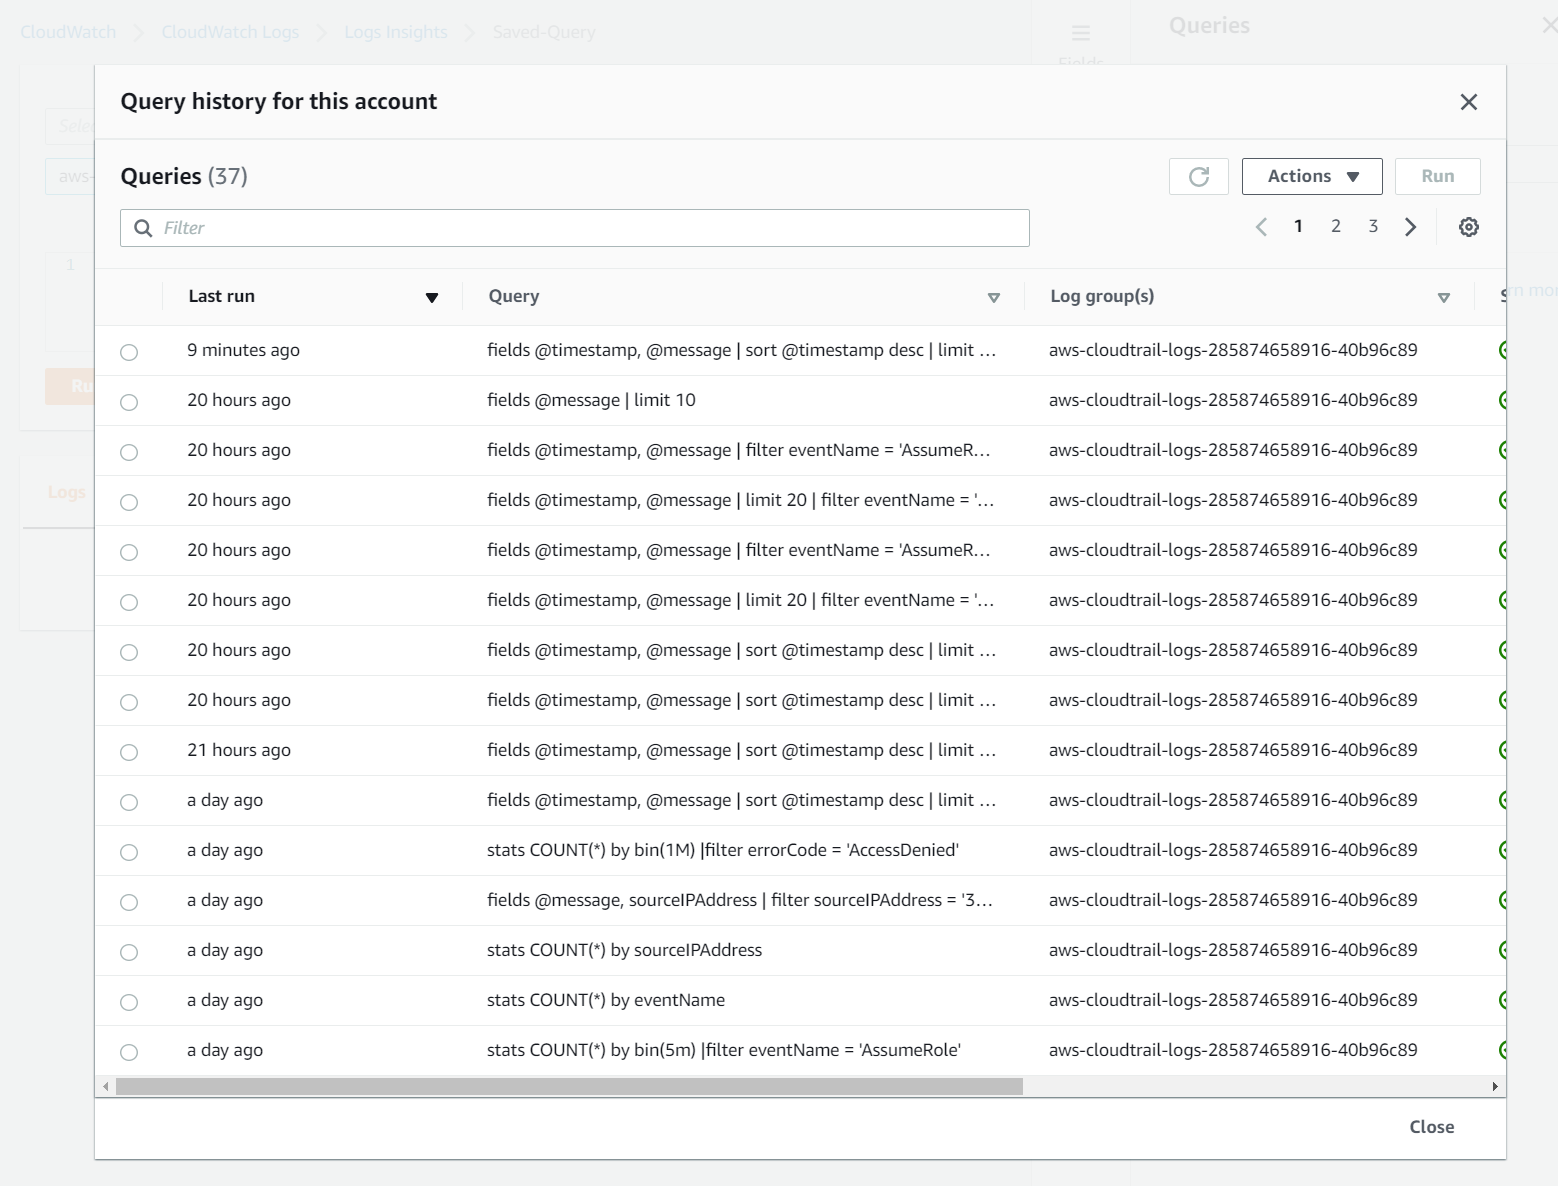 CloudWatch CloudWatch Logs Logs Insights Saved-Query
Queries
Fields
Query history for this account
Queries (37)
Actions
Run
Filter
1 2 3
Last run Query Log group(s)
9 minutes ago fields @timestamp, @message | sort @timestamp desc | limit … aws-cloudtrail-logs-285874658916-40b96c89
20 hours ago fields @message | limit 10 aws-cloudtrail-logs-285874658916-40b96c89
20 hours ago fields @timestamp, @message | filter eventName = 'AssumeR… aws-cloudtrail-logs-285874658916-40b96c89
20 hours ago fields @timestamp, @message | limit 20 | filter eventName = '… aws-cloudtrail-logs-285874658916-40b96c89
20 hours ago fields @timestamp, @message | filter eventName = 'AssumeR… aws-cloudtrail-logs-285874658916-40b96c89
20 hours ago fields @timestamp, @message | limit 20 | filter eventName = '… aws-cloudtrail-logs-285874658916-40b96c89
20 hours ago fields @timestamp, @message | sort @timestamp desc | limit … aws-cloudtrail-logs-285874658916-40b96c89
20 hours ago fields @timestamp, @message | sort @timestamp desc | limit … aws-cloudtrail-logs-285874658916-40b96c89
21 hours ago fields @timestamp, @message | sort @timestamp desc | limit … aws-cloudtrail-logs-285874658916-40b96c89
a day ago fields @timestamp, @message | sort @timestamp desc | limit … aws-cloudtrail-logs-285874658916-40b96c89
a day ago stats COUNT(*) by bin(1M) |filter errorCode = 'AccessDenied' aws-cloudtrail-logs-285874658916-40b96c89
a day ago fields @message, sourceIPAddress | filter sourceIPAddress = '3… aws-cloudtrail-logs-285874658916-40b96c89
a day ago stats COUNT(*) by sourceIPAddress aws-cloudtrail-logs-285874658916-40b96c89
a day ago stats COUNT(*) by eventName aws-cloudtrail-logs-285874658916-40b96c89
a day ago stats COUNT(*) by bin(5m) |filter eventName = 'AssumeRole' aws-cloudtrail-logs-285874658916-40b96c89
Close
aws-
1
Logs